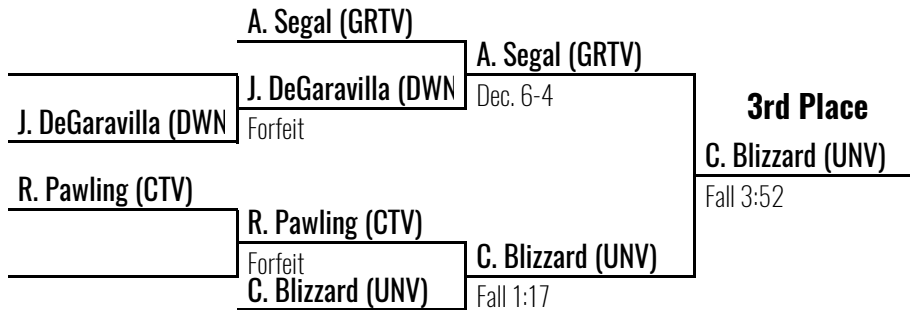 A. Segal (GRTV)
A. Segal (GRTV)
J. DeGaravilla (DWN
Dec. 6-4
3rd Place
J. DeGaravilla (DWN
Forfeit
C. Blizzard (UNV)
R. Pawling (CTV)
Fall 3:52
R. Pawling (CTV)
Forfeit
C. Blizzard (UNV)
C. Blizzard (UNV)
Fall 1:17